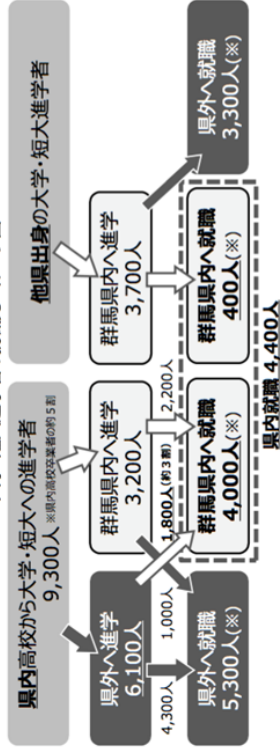 県内高校から大学・短大への進学者
9,300人 ※県内高校卒業者の約５割
他県出身の大学・短大進学者
県外へ進学
6,100人
群馬県内へ進学
3,200人
群馬県内へ進学
3,700人
4,300人
1,000人
1,800人(約３割)
2,200人
県外へ就職
5,300人(※)
群馬県内へ就職
4,000人(※)
群馬県内へ就職
400人(※)
県外へ就職
3,300人(※)
県内就職 4,400人